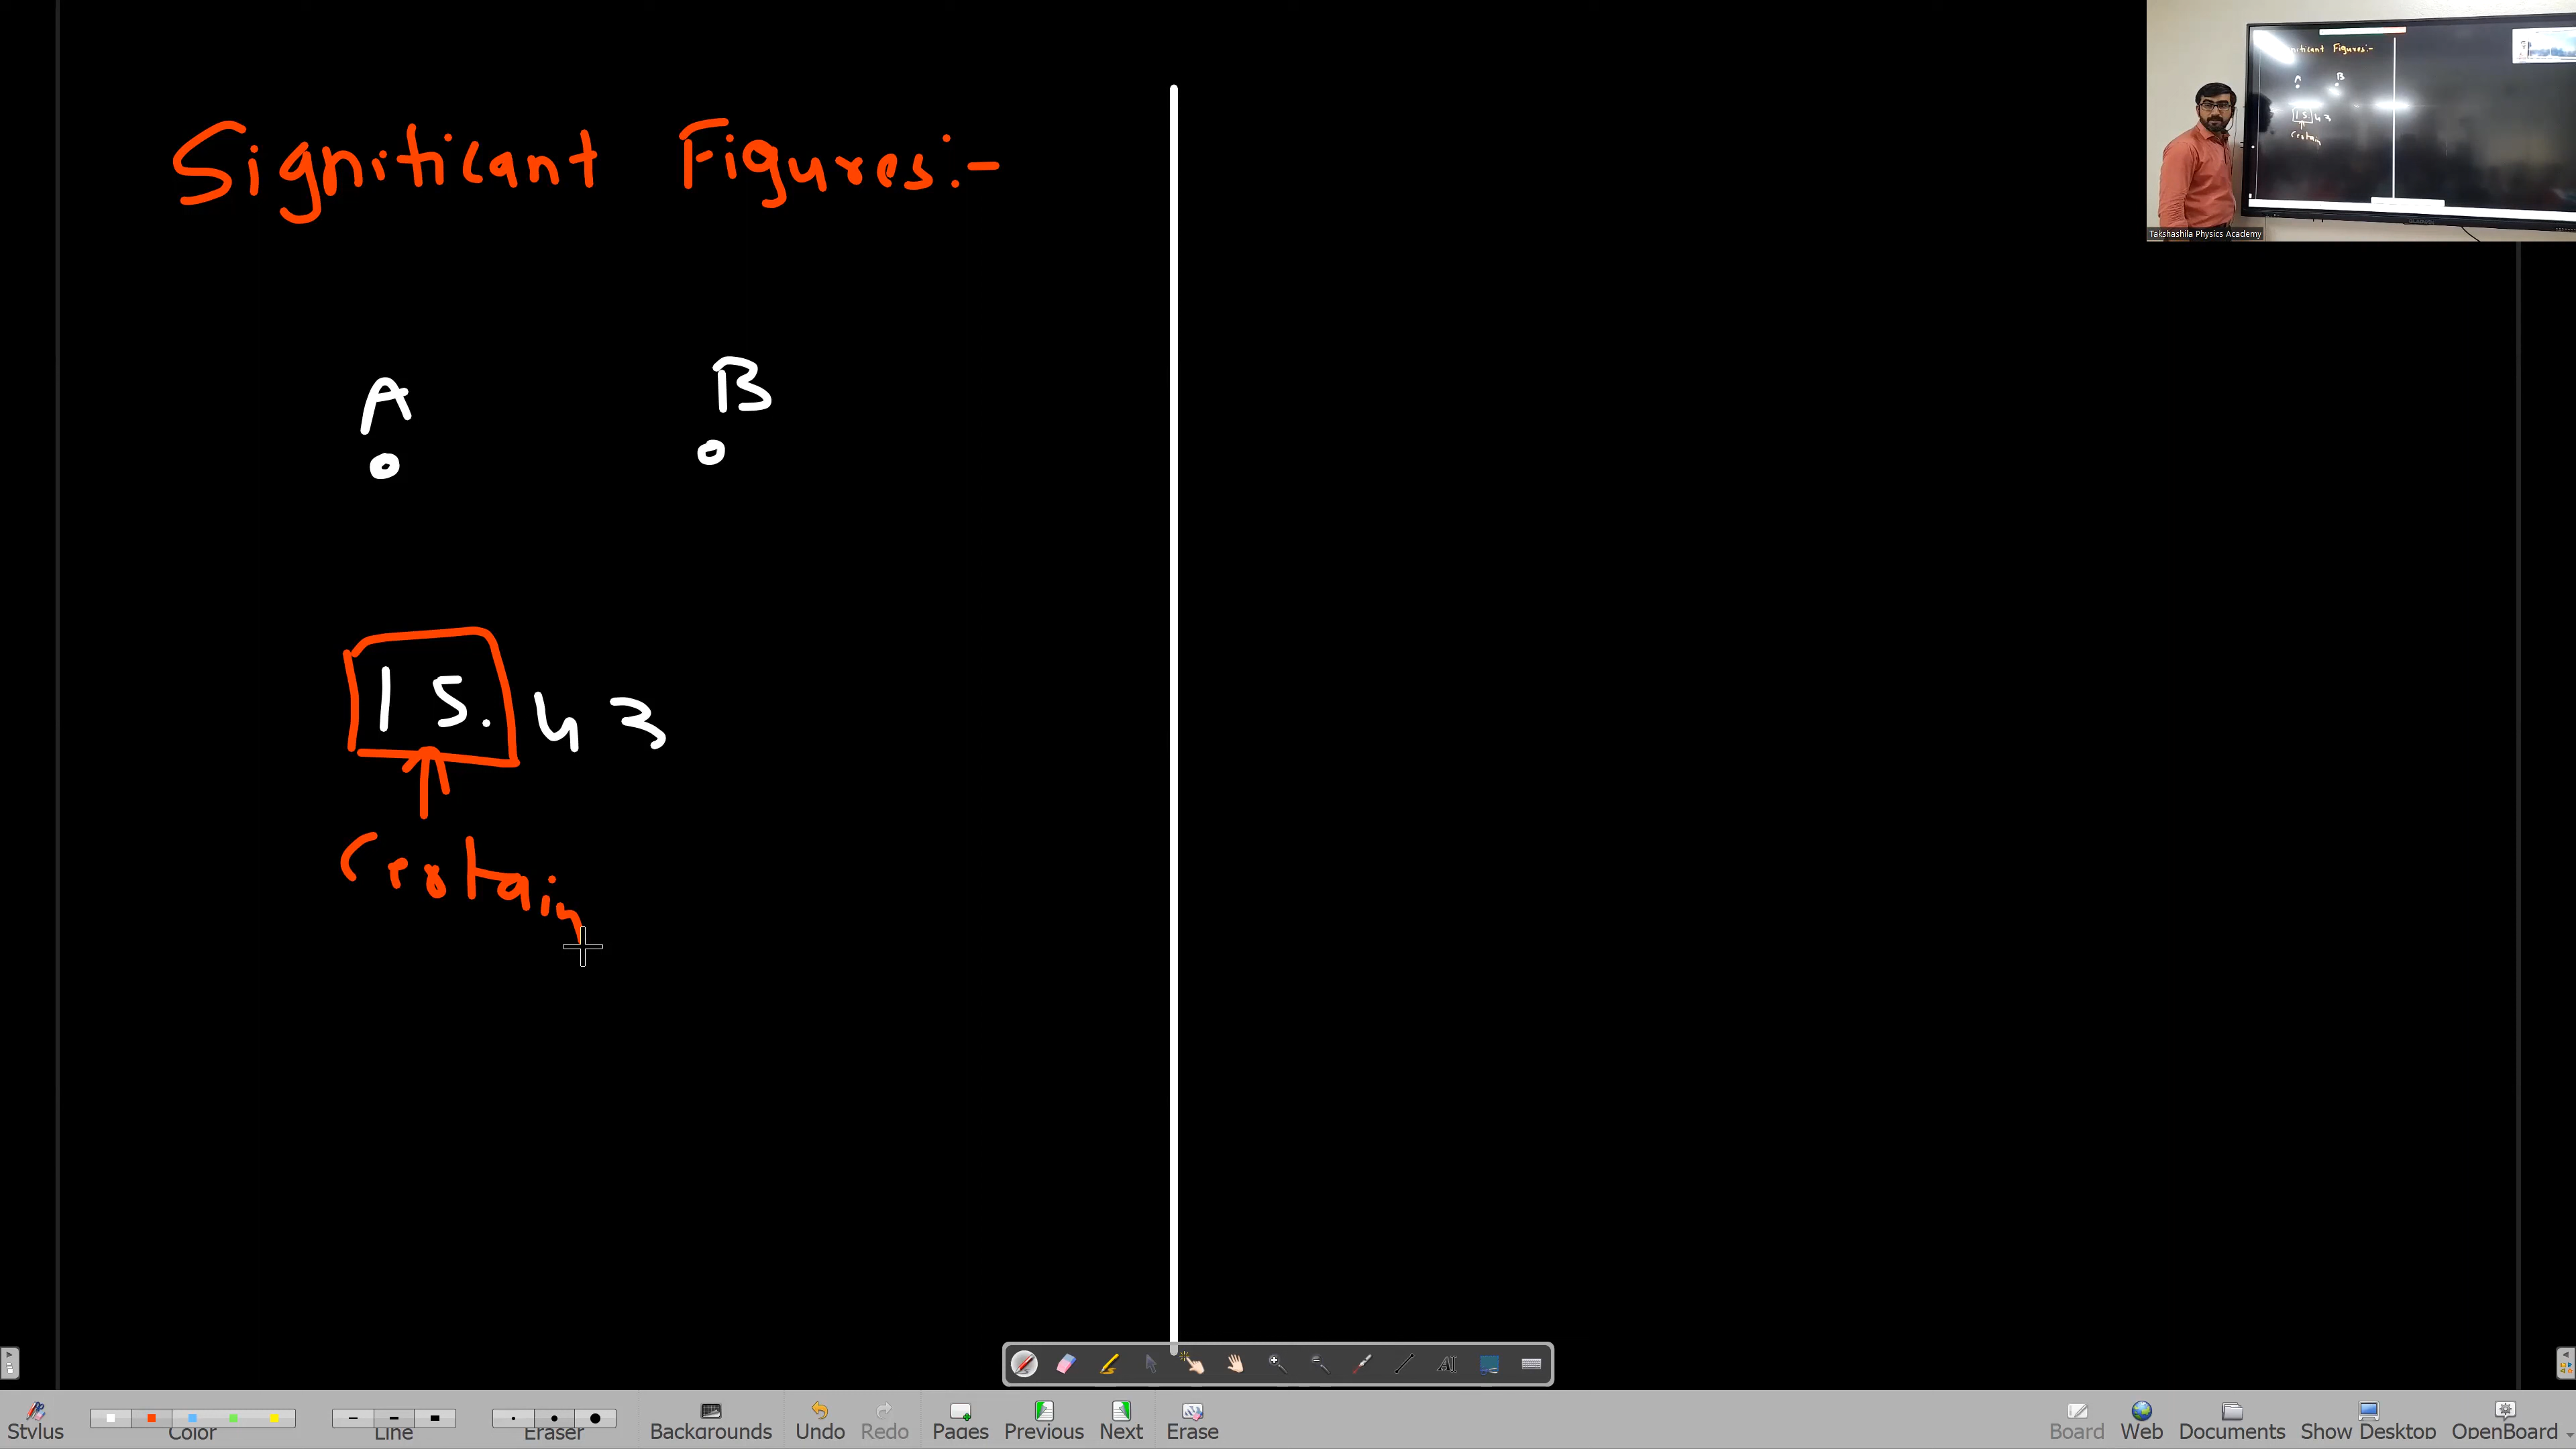 Significant Figures:-
A B
15.43
Certain
Takshashila Physics Academy
Stylus Color Line Eraser Backgrounds Undo Redo Pages Previous Next Erase Board Web Documents Show Desktop OpenBoard